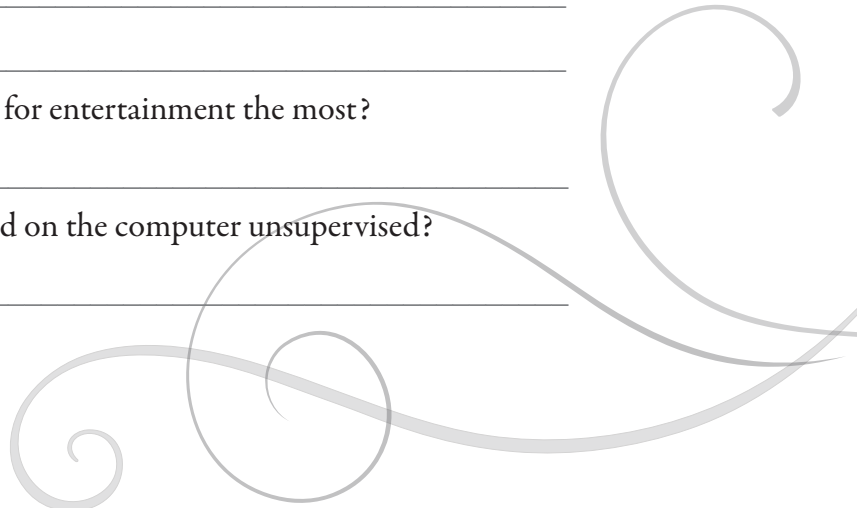 for entertainment the most?
d on the computer unsupervised?